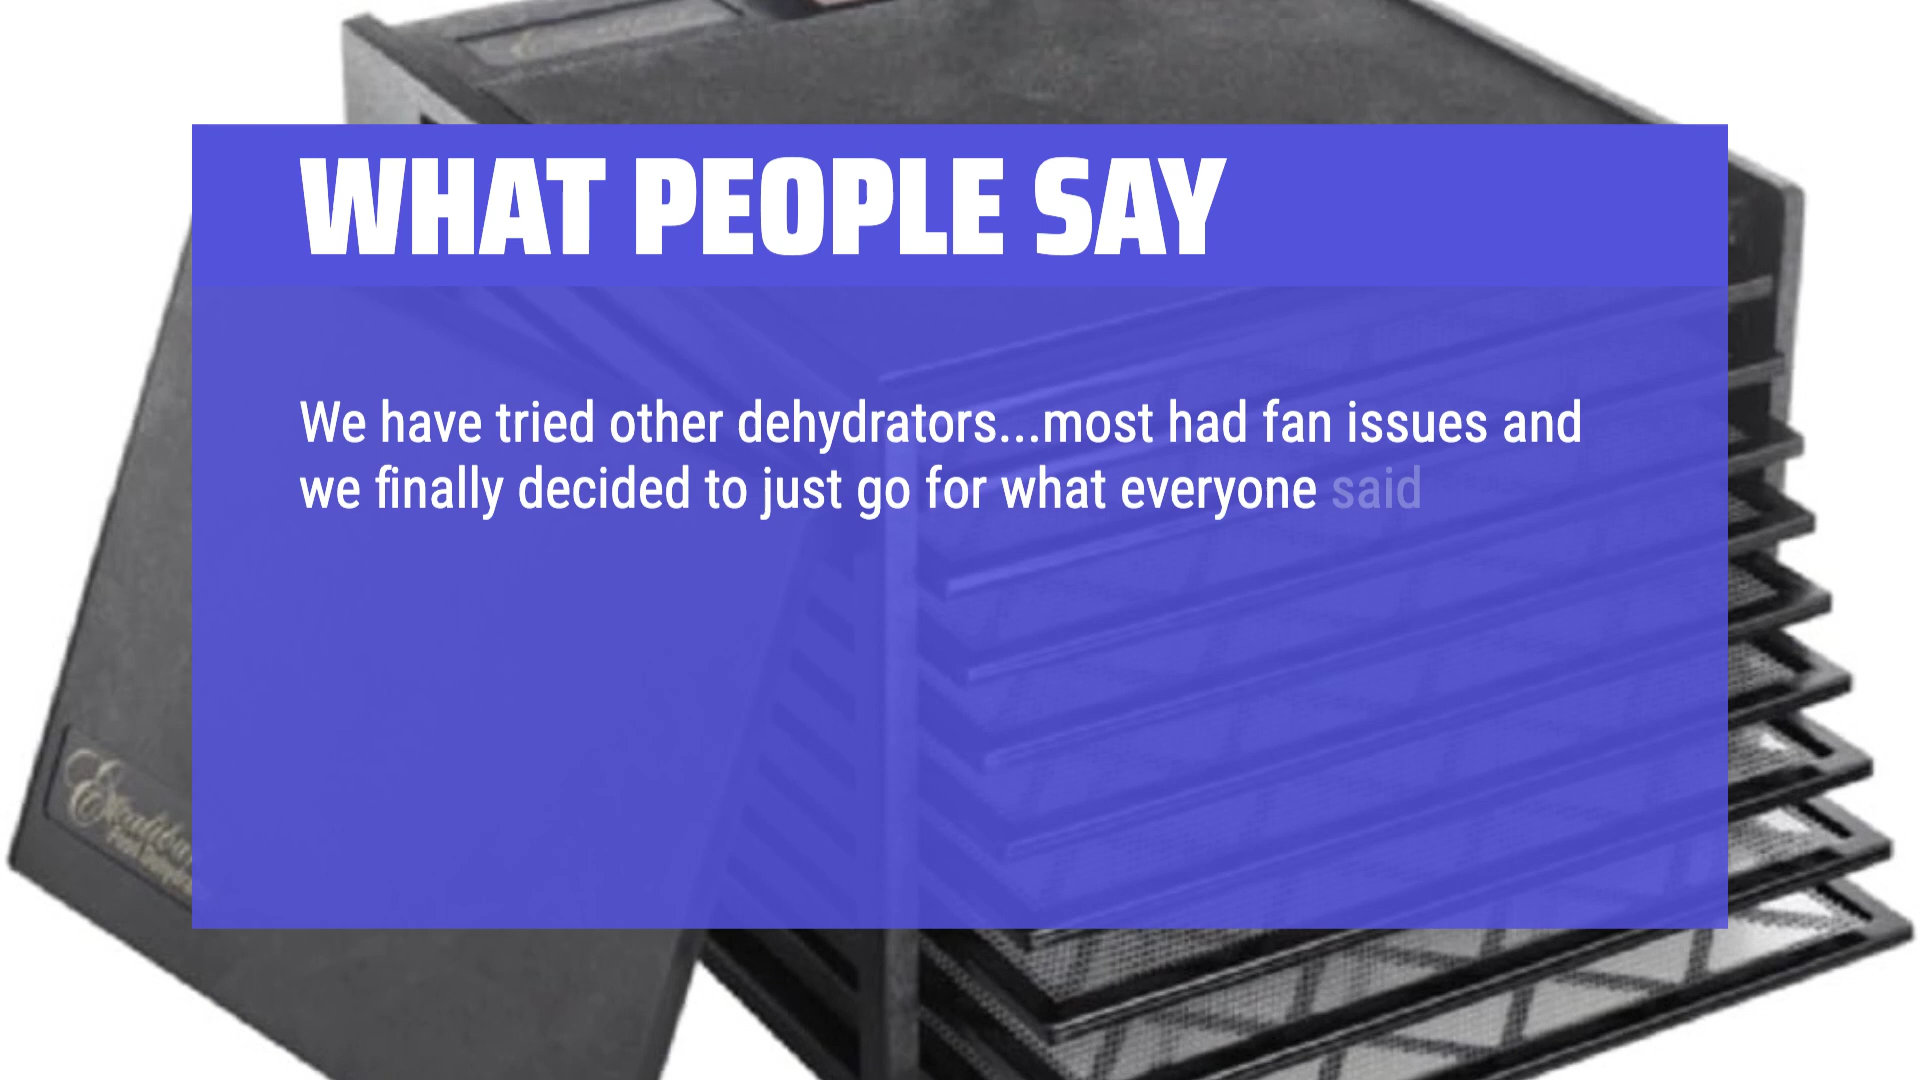 WHAT PEOPLE SAY
We have tried other dehydrators...most had fan issues and
we finally decided to just go for what everyone said
Excalibur